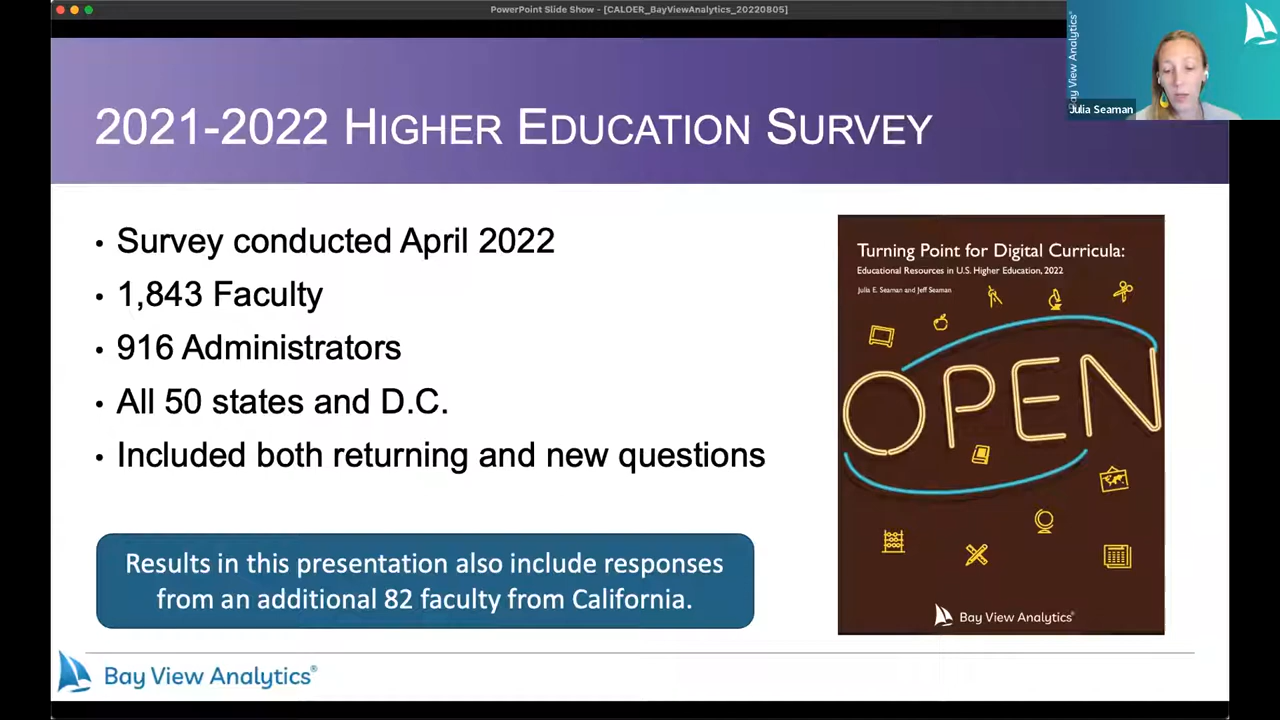 PowerPoint Slide Show - [CALOER_BayViewAnalytics_20220805]
Bay View Analytics®
Julia Seaman
2021-2022 HIGHER EDUCATION SURVEY
• Survey conducted April 2022
• 1,843 Faculty
• 916 Administrators
• All 50 states and D.C.
• Included both returning and new questions
Results in this presentation also include responses
from an additional 82 faculty from California.
Turning Point for Digital Curricula:
Educational Resources in U.S. Higher Education, 2022
Julia E. Seaman and Jeff Seaman
OPEN
Bay View Analytics®
Bay View Analytics®